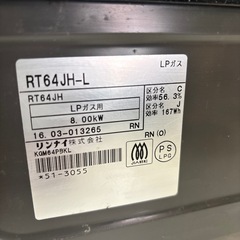 RT64JH-L
LPガス
RT64JH
区分名 C
効率56.3%
LPガス用
区分名 J
8.00kW
効率 167Wh
16.03-013265 RN
RN(O)
リンナイ株式会社
KGM64PBKL
*51-3055
PS
LPG